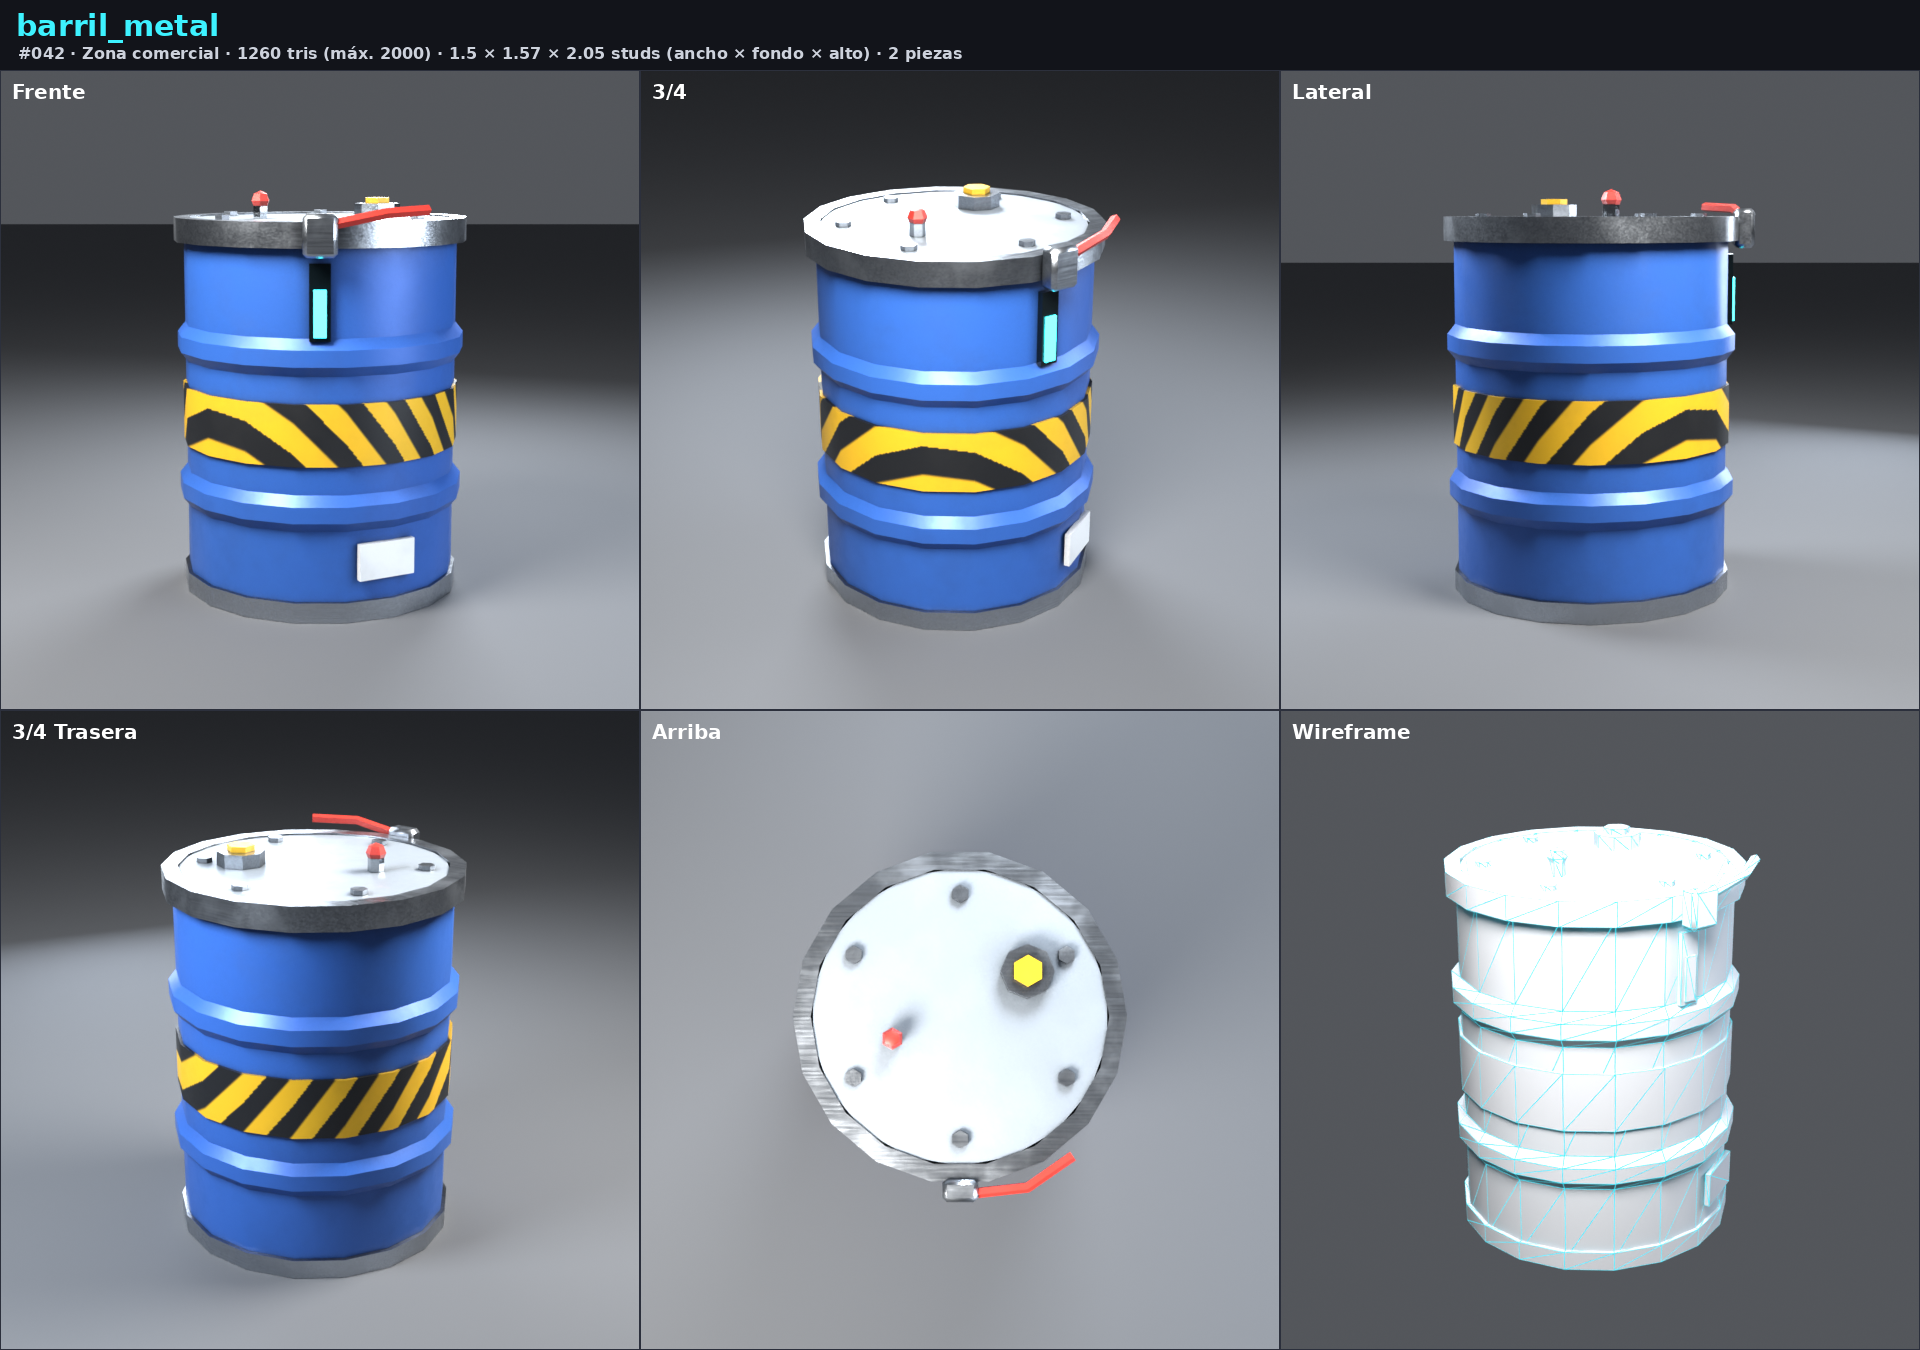 barril_metal
#042 · Zona comercial · 1260 tris (máx. 2000) · 1.5 × 1.57 × 2.05 studs (ancho × fondo × alto) · 2 piezas
Frente
3/4
Lateral
3/4 Trasera
Arriba
Wireframe